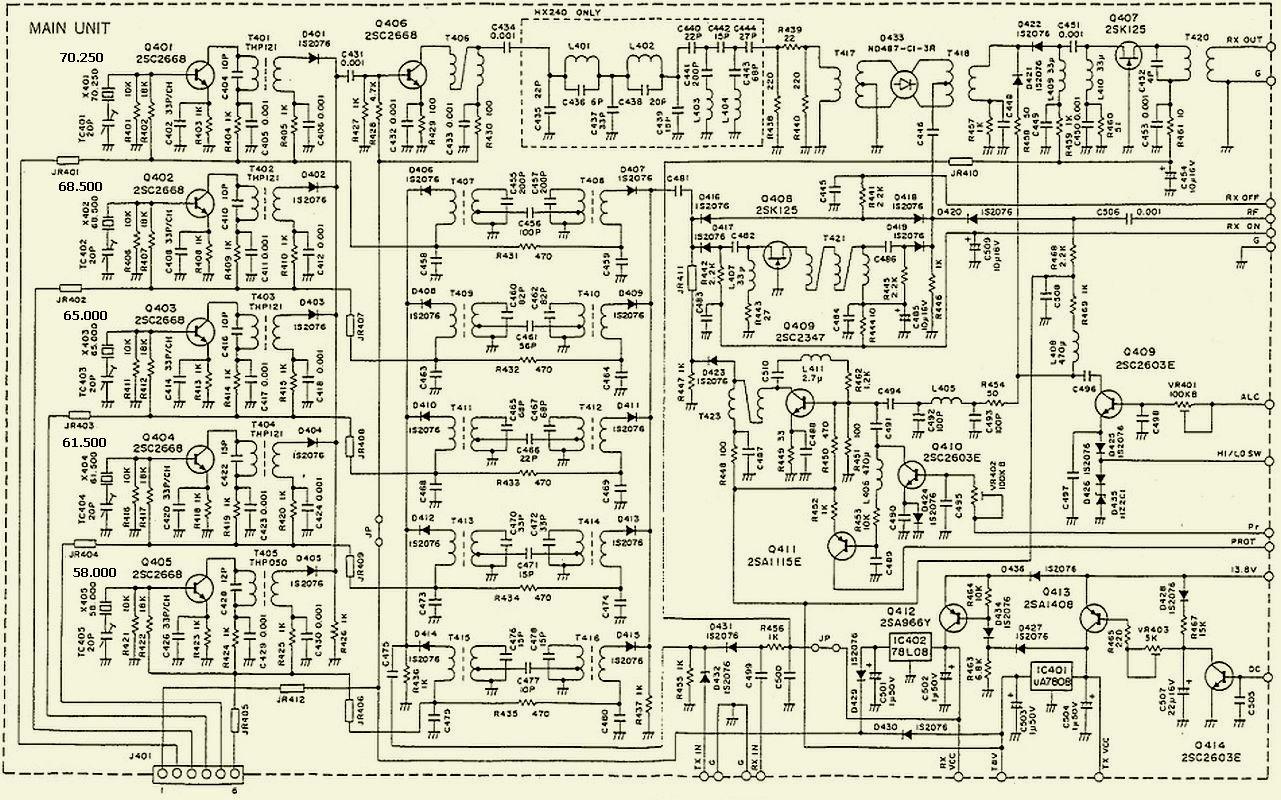 MAIN UNIT
HX240 ONLY
70.250
Q401
2SC2668
T401
THP121
D401
1S2076
C431
0.001
Q406
2SC2668
T406
C434
0.001
L401
L402
C440
22P
C442
15P
C444
27P
R439
22
D433
ND487-C1-3R
T417
T418
D422
1S2076
C451
0.001
Q407
2SK125
T420
RX OUT
G
X401
70.250
TC401
20P
10K
18K
R401
R402
C402 33P/CH
R403 1K
C404 10P
R404 1K
C405 0.001
R405 1K
C406 0.001
R427 1K
R428 4.7K
C432 0.001
R429 100
C433 0.001
R430 100
C435 22P
C436 6P
C437
33P
C438 20P
C439
18P
C441
200P
L403
C443
68P
L404
220
R438
220
R440
C446
R457
1K
C448
D421
1S2076
R458 50
C449
L409 33μ
R459
C450 0.001
L410 33μ
R460
51
C452
4P
C453 0.001
R461 10
C454
10μ16V
JR401
JR410
68.500
Q402
2SC2668
T402
THP121
D402
1S2076
X402
68.500
TC402
20P
10K
18K
R406
R407
C408 33P/CH
R408 1K
C410 10P
R409 1K
C411 0.001
R410 1K
C412 0.001
JR402
D406
1S2076
T407
C455
200P
C457
200P
C456
100P
T408
D407
1S2076
C458
R431 470
C459
C481
D416
1S2076
D417
1S2076
C482
Q408
2SK125
C445
R441
2.2K
D418
1S2076
D419
1S2076
T421
C486
D420 1S2076
C506 0.001
RX OFF
RF
RX ON
G
JR411
R442
2.2K
C483
L407
33μ
R443
27
C484
R444 10
R445
2.2K
C485
10μ16V
1K
R446
C509
10μ16V
R468
2.2K
C508
R469 1K
L408
470μ
65.000
Q403
2SC2668
T403
THP121
D403
1S2076
X403
65.000
TC403
20P
10K
18K
R411
R412
C414 33P/CH
R413 1K
C416 10P
R414 1K
C417 0.001
R415 1K
C418 0.001
JR403
JR407
D408
1S2076
T409
C460
82P
C462
82P
C461
56P
T410
D409
1S2076
C463
R432 470
C464
Q409
2SC2347
R447 1K
D423
1S2076
T423
C510
L411
2.7μ
R462
1.2K
C494
L405
R454
50
C492
100P
C493
100P
C491
C496
Q409
2SC2603E
VR401
100KB
C498
ALC
61.500
Q404
2SC2668
T404
THP121
D404
1S2076
X404
61.500
TC404
20P
10K
18K
R416
R417
C420 33P/CH
R418 1K
C422 15P
R419 1K
C423 0.001
R420 1K
C424 0.001
JR404
JR408
D410
1S2076
T411
C465
68P
C467
68P
C466
22P
T412
D411
1S2076
C468
R433 470
C469
R448 100
C487
R449 33
C488
R450 470
R451 100
L406 470μ
R452
1K
R453
10K
Q410
2SC2603E
C490
D424
1S2076
C495
VR402
100KB
D425
1S2076
D426 1S2076
D435
HZ2C1
C497
HI/LO SW
Pr
PROT
58.000
Q405
2SC2668
T405
THP050
D405
1S2076
X405
58.000
TC405
20P
10K
18K
R421
R422
C426 33P/CH
R423 1K
C428 12P
R424 1K
C429 0.001
R425 1K
C430 0.001
R426 1K
JP
JR409
D412
1S2076
T413
C470
33P
C472
33P
C471
15P
T414
D413
1S2076
C473
R434 470
C474
Q411
2SA1115E
C489
D436 1S2076
13.8V
D414
1S2076
T415
C476
15P
C478
15P
C477
10P
T416
D415
1S2076
C475
R436
1K
C479
R435 470
C480
R437 1K
D431
1S2076
R456
1K
R455 1K
D432
1S2076
C499
C500
JP
1S2076
D429
Q412
2SA966Y
IC402
78L08
C501
1μ50V
C502
1μ50V
R464
10K
D434
1S2076
D427
1S2076
R463
6.8K
Q413
2SA1408
IC401
uA7808
C503
1μ50V
C504
1μ50V
R465
220
VR403
5K
D428
1S2076
R467
15K
C507
22μ16V
Q414
2SC2603E
C505
DC
D430 1S2076
JR412
JR405
JR406
J401
1
6
TX IN
G
G
RX IN
RX
VCC
T8V
TX VCC